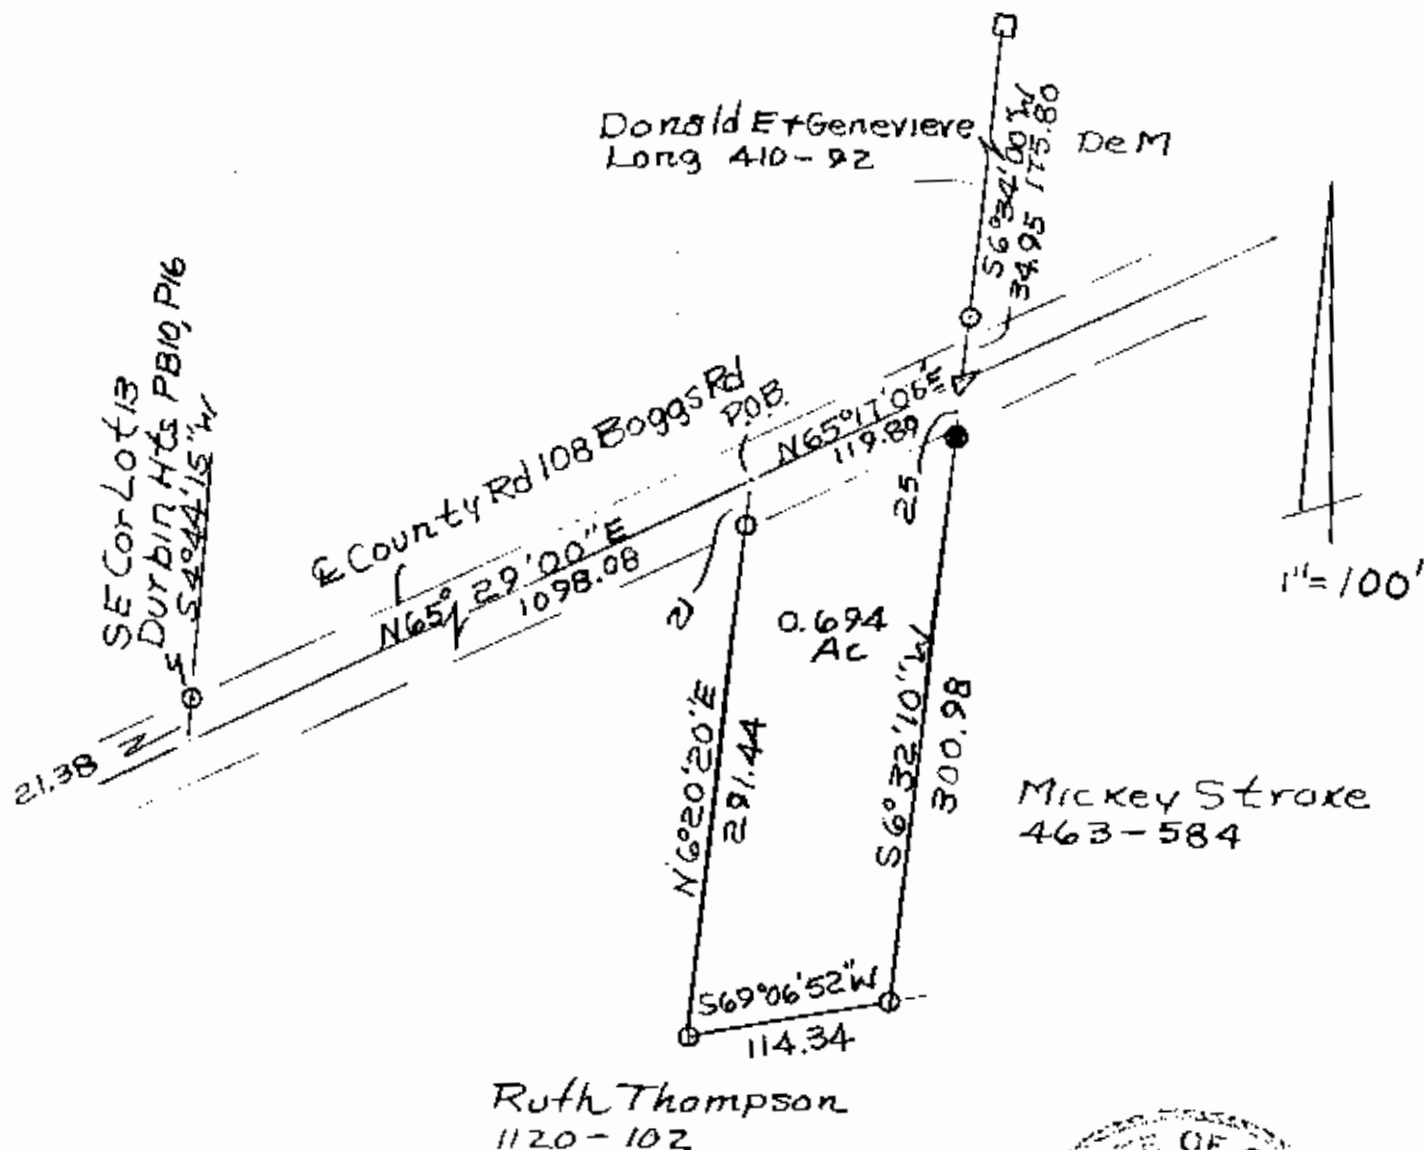 Donald E + Genevieve
Long 410-92
S6°34'00"W
34.95 175.80
DeM
SE Cor Lot 13
Durbin Hts PB10, P16
S4°44'15"W
℄ County Rd 108 Boggs Rd
P.O.B.
N65°17'06"E
119.89
N65°29'00"E
1098.08
21.38
25
1"=100'
0.694
Ac
N6°20'20"E
291.44
S6°32'10"W
300.98
Mickey Stroke
463-584
S69°06'52"W
114.34
Ruth Thompson
1120-102
OF